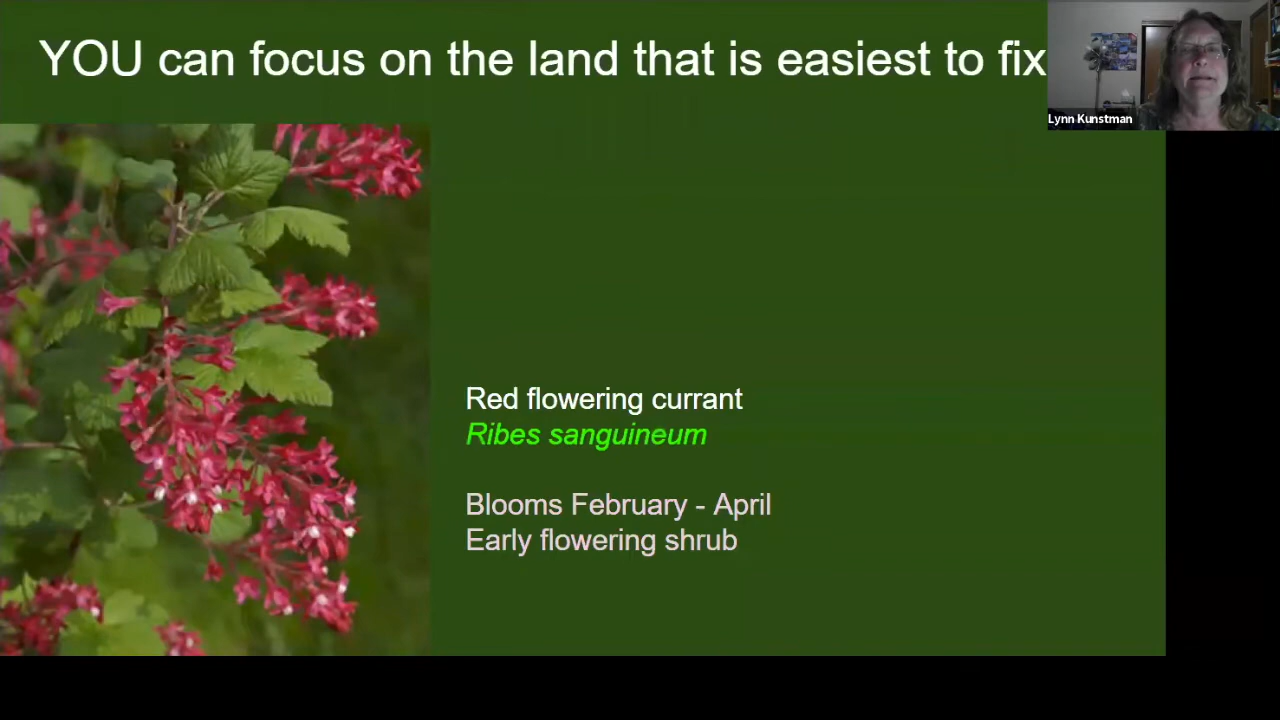 YOU can focus on the land that is easiest to fix
Lynn Kunstman
Red flowering currant
Ribes sanguineum
Blooms February - April
Early flowering shrub